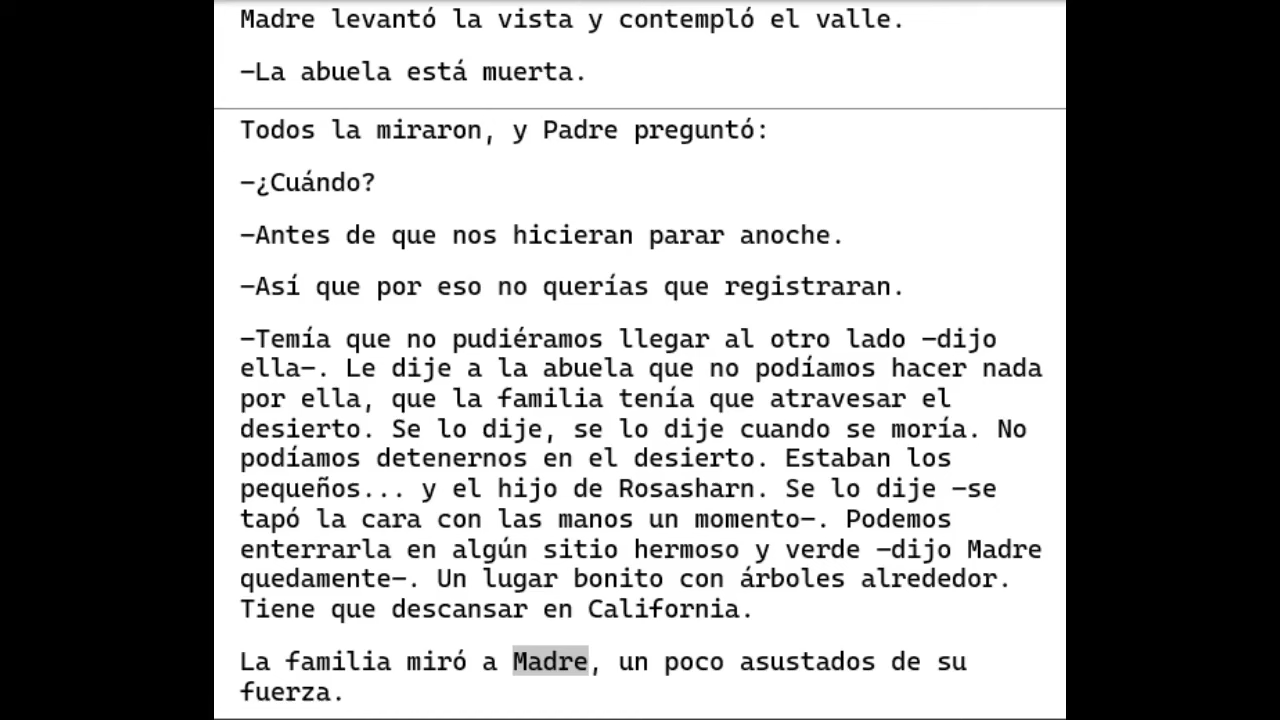 Madre levantó la vista y contempló el valle.
—La abuela está muerta.
Todos la miraron, y Padre preguntó:
—¿Cuándo?
—Antes de que nos hicieran parar anoche.
—Así que por eso no querías que registraran.
—Temía que no pudiéramos llegar al otro lado —dijo
ella—. Le dije a la abuela que no podíamos hacer nada
por ella, que la familia tenía que atravesar el
desierto. Se lo dije, se lo dije cuando se moría. No
podíamos detenernos en el desierto. Estaban los
pequeños... y el hijo de Rosasharn. Se lo dije —se
tapó la cara con las manos un momento—. Podemos
enterrarla en algún sitio hermoso y verde —dijo Madre
quedamente—. Un lugar bonito con árboles alrededor.
Tiene que descansar en California.
La familia miró a Madre, un poco asustados de su
fuerza.